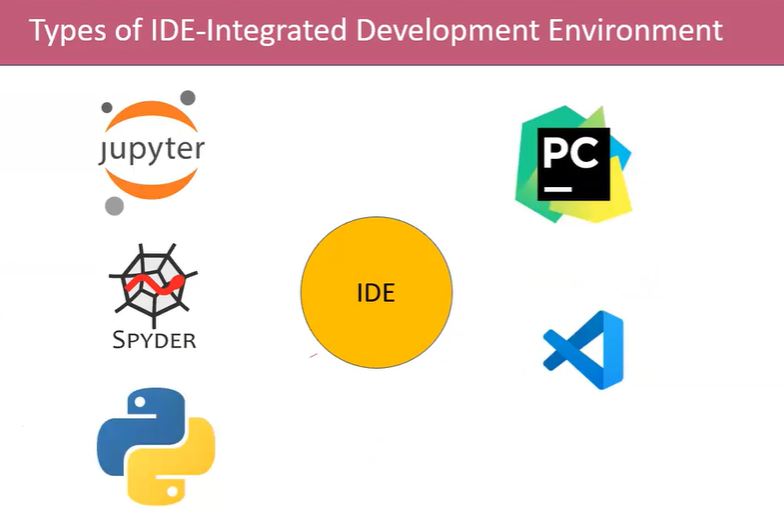 Types of IDE-Integrated Development Environment
jupyter
PC
IDE
SPYDER